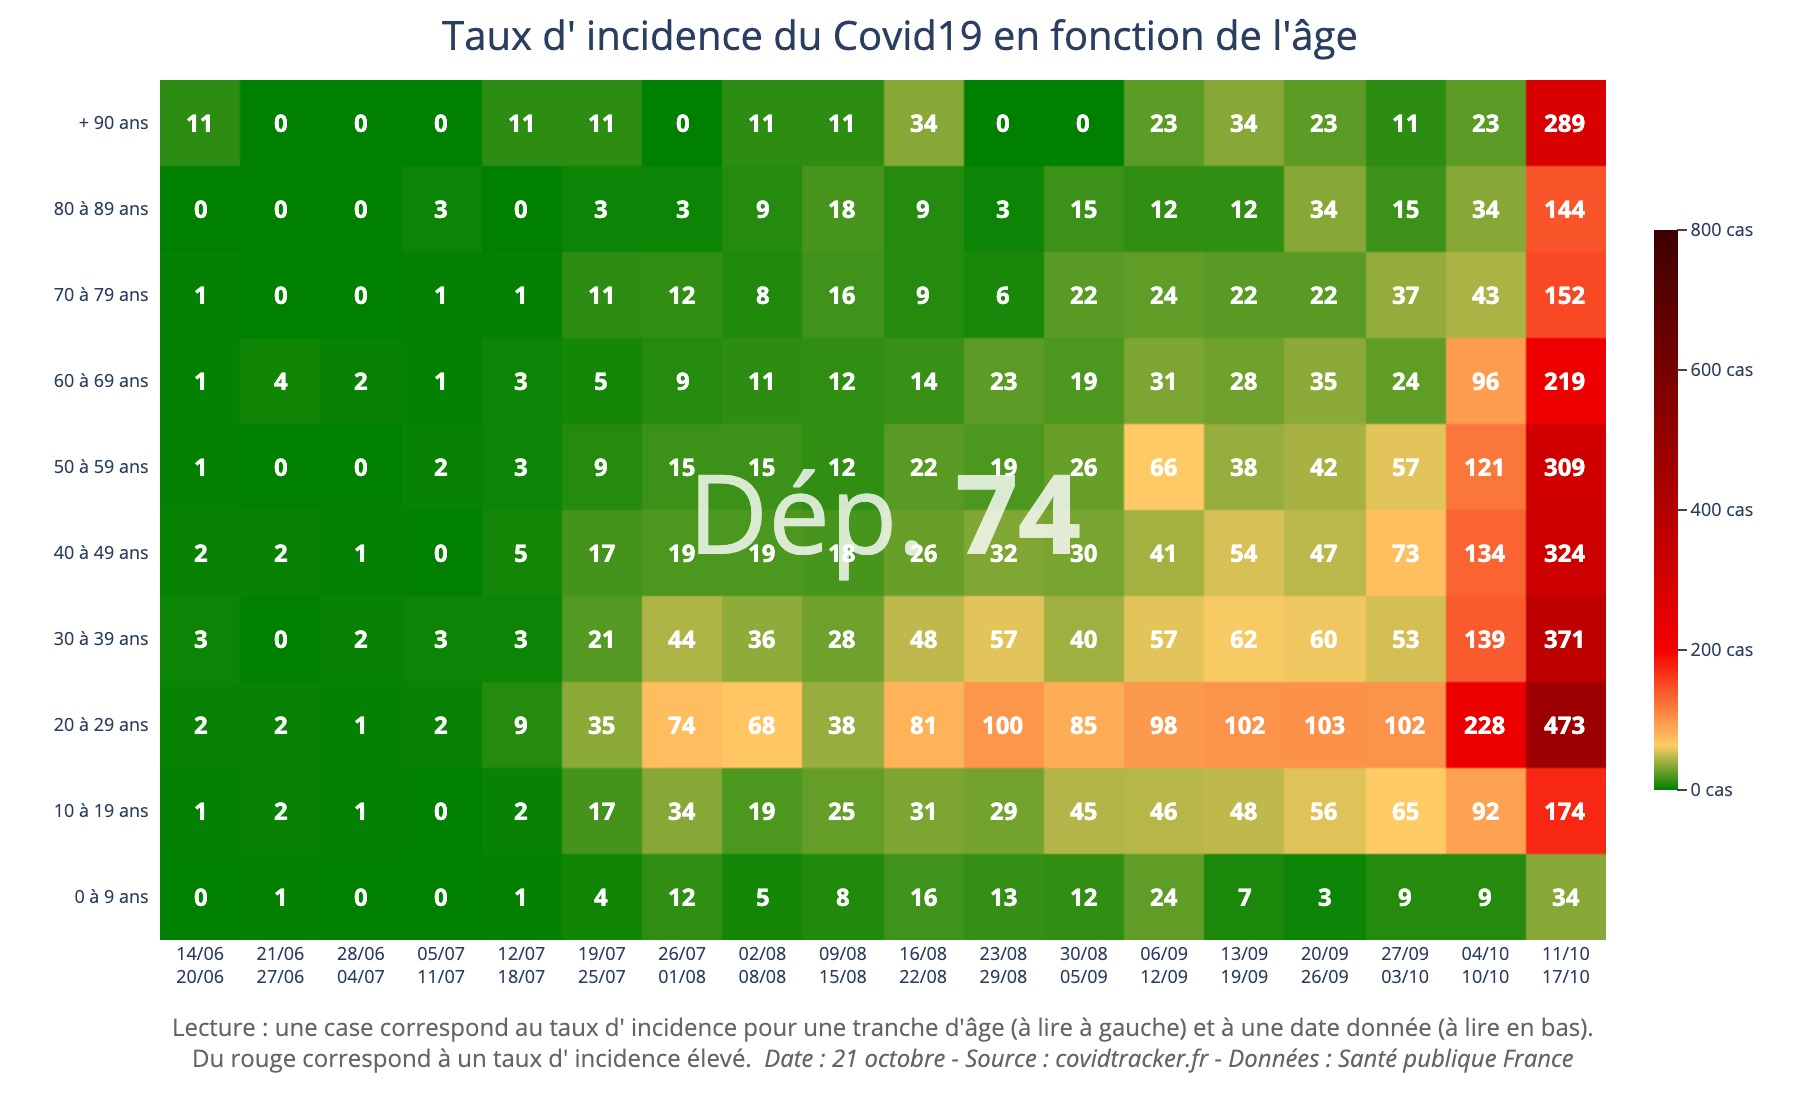 Taux d' incidence du Covid19 en fonction de l'âge
+ 90 ans 11 0 0 0 11 11 0 11 11 34 0 0 23 34 23 11 23 289
80 à 89 ans 0 0 0 3 0 3 3 9 18 9 3 15 12 12 34 15 34 144
70 à 79 ans 1 0 0 1 1 11 12 8 16 9 6 22 24 22 22 37 43 152
60 à 69 ans 1 4 2 1 3 5 9 11 12 14 23 19 31 28 35 24 96 219
50 à 59 ans 1 0 0 2 3 9 15 15 12 22 19 26 66 38 42 57 121 309
Dép. 74
40 à 49 ans 2 2 1 0 5 17 19 19 18 26 32 30 41 54 47 73 134 324
30 à 39 ans 3 0 2 3 3 21 44 36 28 48 57 40 57 62 60 53 139 371
20 à 29 ans 2 2 1 2 9 35 74 68 38 81 100 85 98 102 103 102 228 473
10 à 19 ans 1 2 1 0 2 17 34 19 25 31 29 45 46 48 56 65 92 174
0 à 9 ans 0 1 0 0 1 4 12 5 8 16 13 12 24 7 3 9 9 34
14/06 21/06 28/06 05/07 12/07 19/07 26/07 02/08 09/08 16/08 23/08 30/08 06/09 13/09 20/09 27/09 04/10 11/10
20/06 27/06 04/07 11/07 18/07 25/07 01/08 08/08 15/08 22/08 29/08 05/09 12/09 19/09 26/09 03/10 10/10 17/10
800 cas
600 cas
400 cas
200 cas
0 cas
Lecture : une case correspond au taux d' incidence pour une tranche d'âge (à lire à gauche) et à une date donnée (à lire en bas).
Du rouge correspond à un taux d' incidence élevé. Date : 21 octobre - Source : covidtracker.fr - Données : Santé publique France